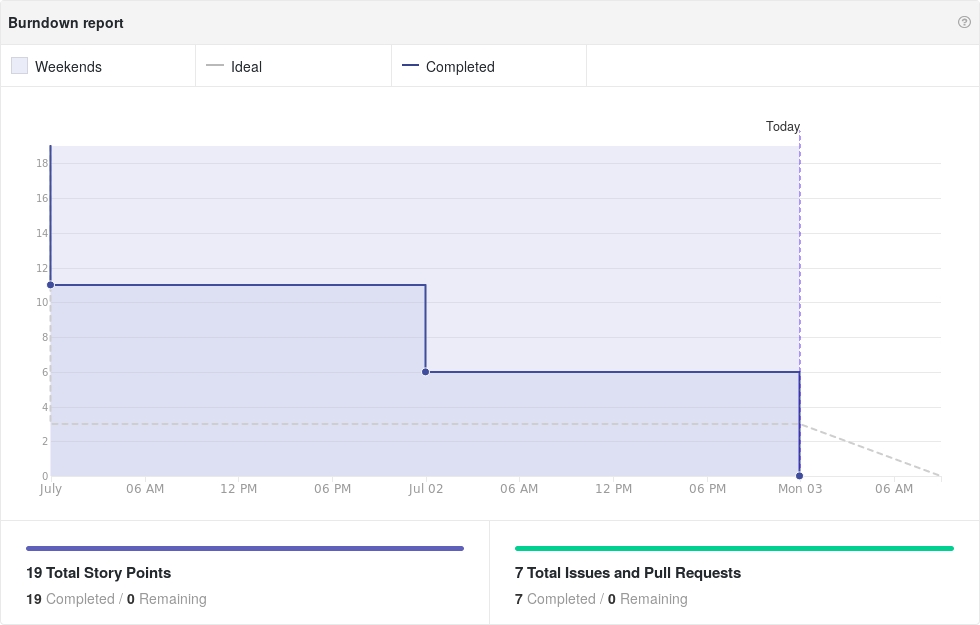 Burndown report
Weekends
Ideal
Completed
Today
18
16
14
12
10
8
6
4
2
0
July 06 AM 12 PM 06 PM Jul 02 06 AM 12 PM 06 PM Mon 03 06 AM
19 Total Story Points
19 Completed / 0 Remaining
7 Total Issues and Pull Requests
7 Completed / 0 Remaining